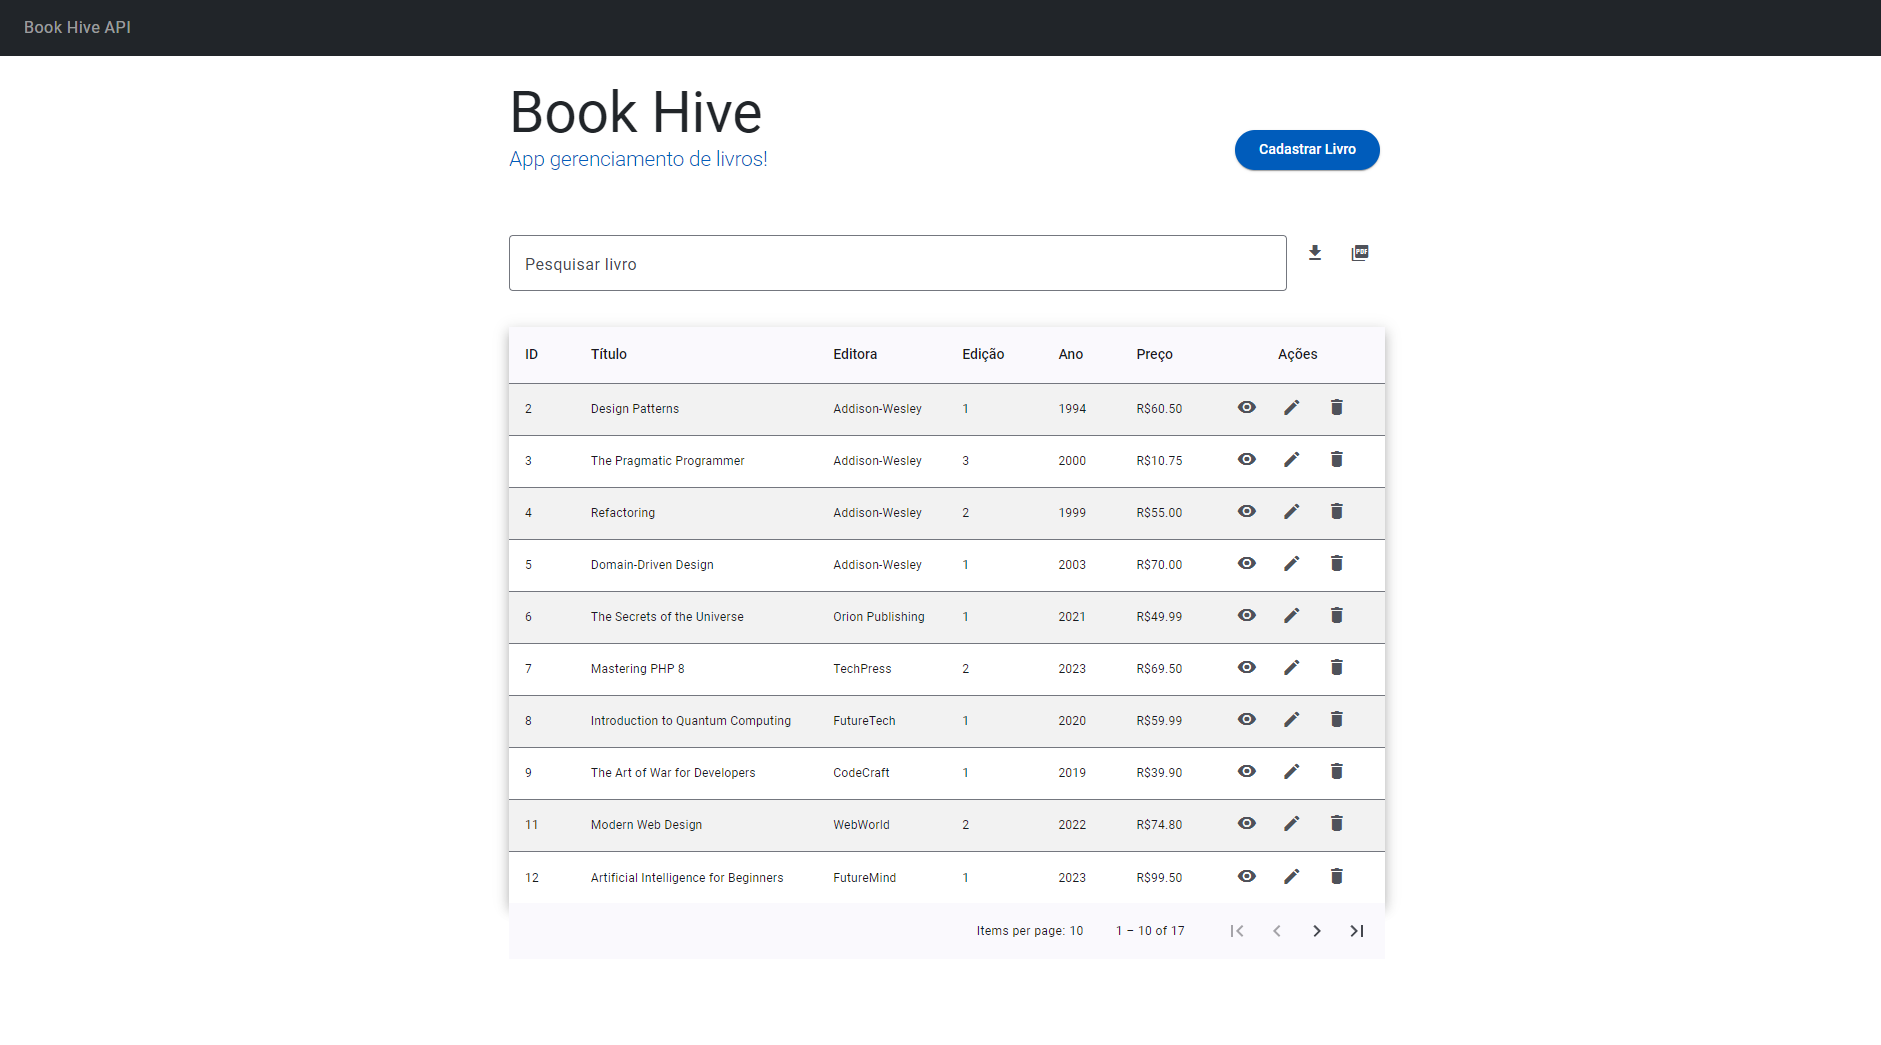 Book Hive API
Book Hive
App gerenciamento de livros!
Cadastrar Livro
Pesquisar livro
PDF
ID Título Editora Edição Ano Preço Ações
2 Design Patterns Addison-Wesley 1 1994 R$60.50
3 The Pragmatic Programmer Addison-Wesley 3 2000 R$10.75
4 Refactoring Addison-Wesley 2 1999 R$55.00
5 Domain-Driven Design Addison-Wesley 1 2003 R$70.00
6 The Secrets of the Universe Orion Publishing 1 2021 R$49.99
7 Mastering PHP 8 TechPress 2 2023 R$69.50
8 Introduction to Quantum Computing FutureTech 1 2020 R$59.99
9 The Art of War for Developers CodeCraft 1 2019 R$39.90
11 Modern Web Design WebWorld 2 2022 R$74.80
12 Artificial Intelligence for Beginners FutureMind 1 2023 R$99.50
Items per page: 10 1 – 10 of 17